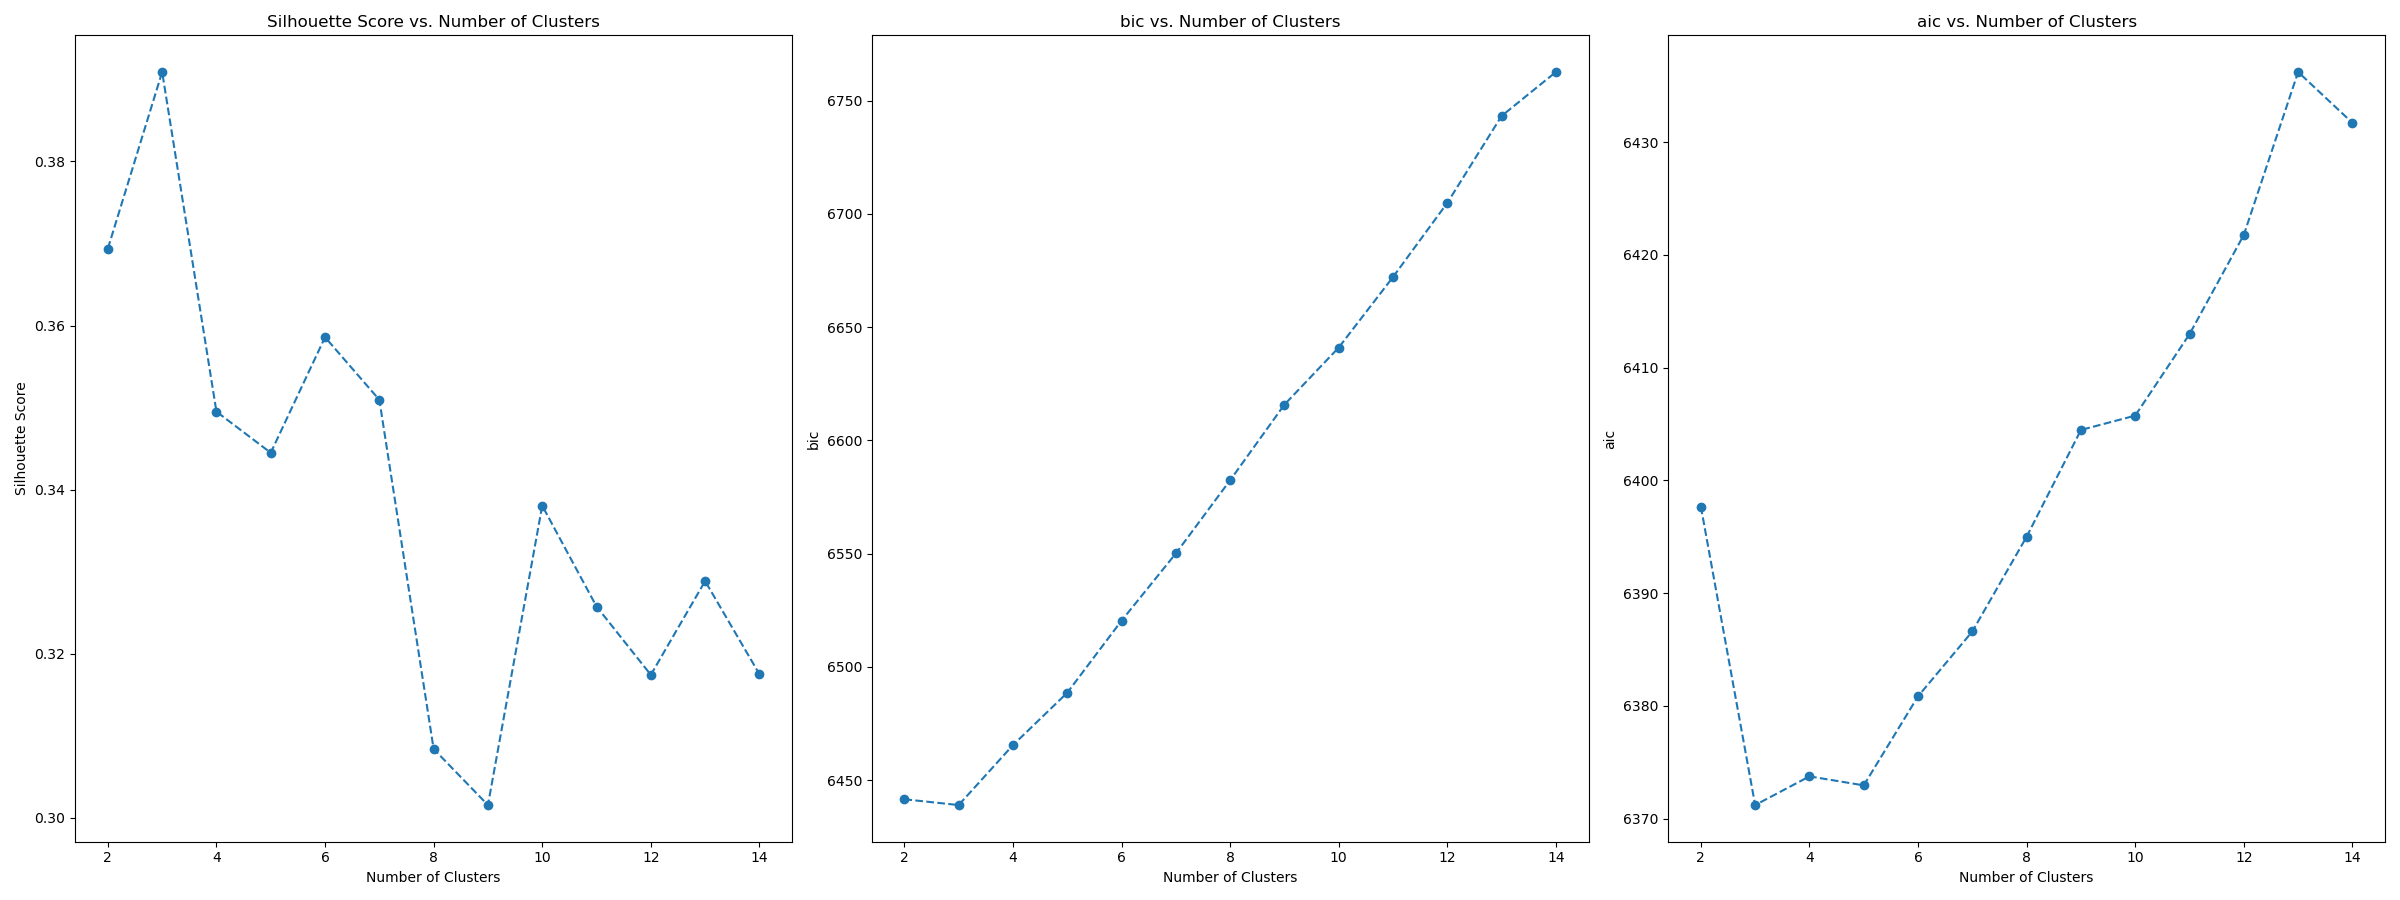 Silhouette Score vs. Number of Clusters
0.38
0.36
0.34
0.32
0.30
Silhouette Score
2 4 6 8 10 12 14
Number of Clusters
bic vs. Number of Clusters
6750
6700
6650
6600
6550
6500
6450
bic
2 4 6 8 10 12 14
Number of Clusters
aic vs. Number of Clusters
6430
6420
6410
6400
6390
6380
6370
aic
2 4 6 8 10 12 14
Number of Clusters